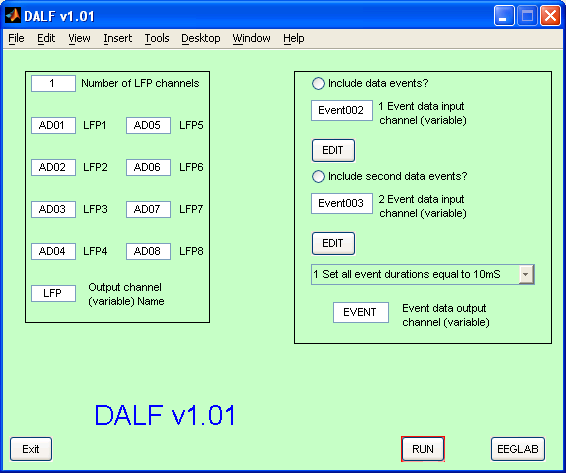 DALF v1.01
File Edit View Insert Tools Desktop Window Help
1 Number of LFP channels
AD01 LFP1 AD05 LFP5
AD02 LFP2 AD06 LFP6
AD03 LFP3 AD07 LFP7
AD04 LFP4 AD08 LFP8
LFP Output channel
(variable) Name
Include data events?
Event002 1 Event data input
channel (variable)
EDIT
Include second data events?
Event003 2 Event data input
channel (variable)
EDIT
1 Set all event durations equal to 10mS
EVENT Event data output
channel (variable)
DALF v1.01
Exit RUN EEGLAB